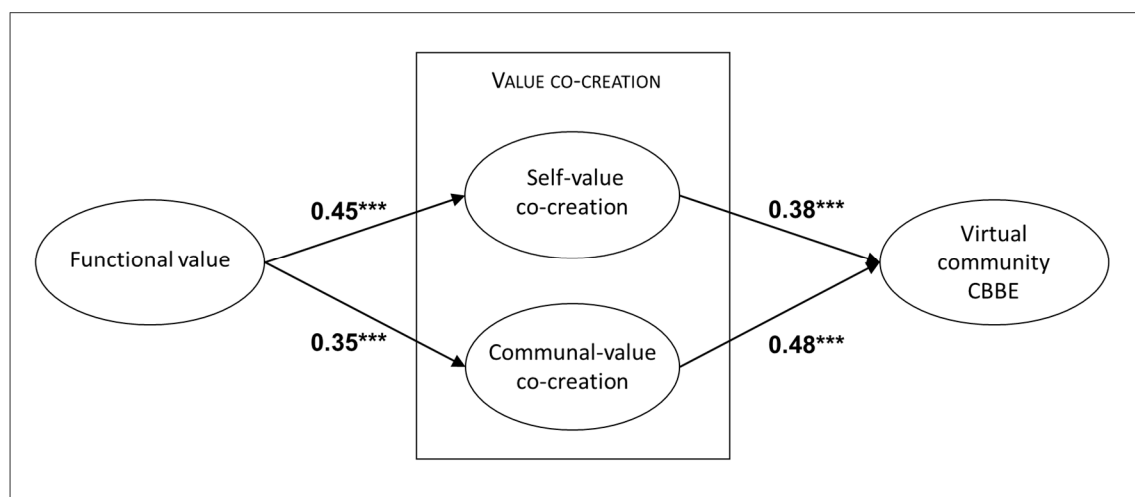 VALUE CO-CREATION
Self-value
co-creation
0.45***
0.38***
Functional value
Virtual
community
CBBE
0.35***
0.48***
Communal-value
co-creation